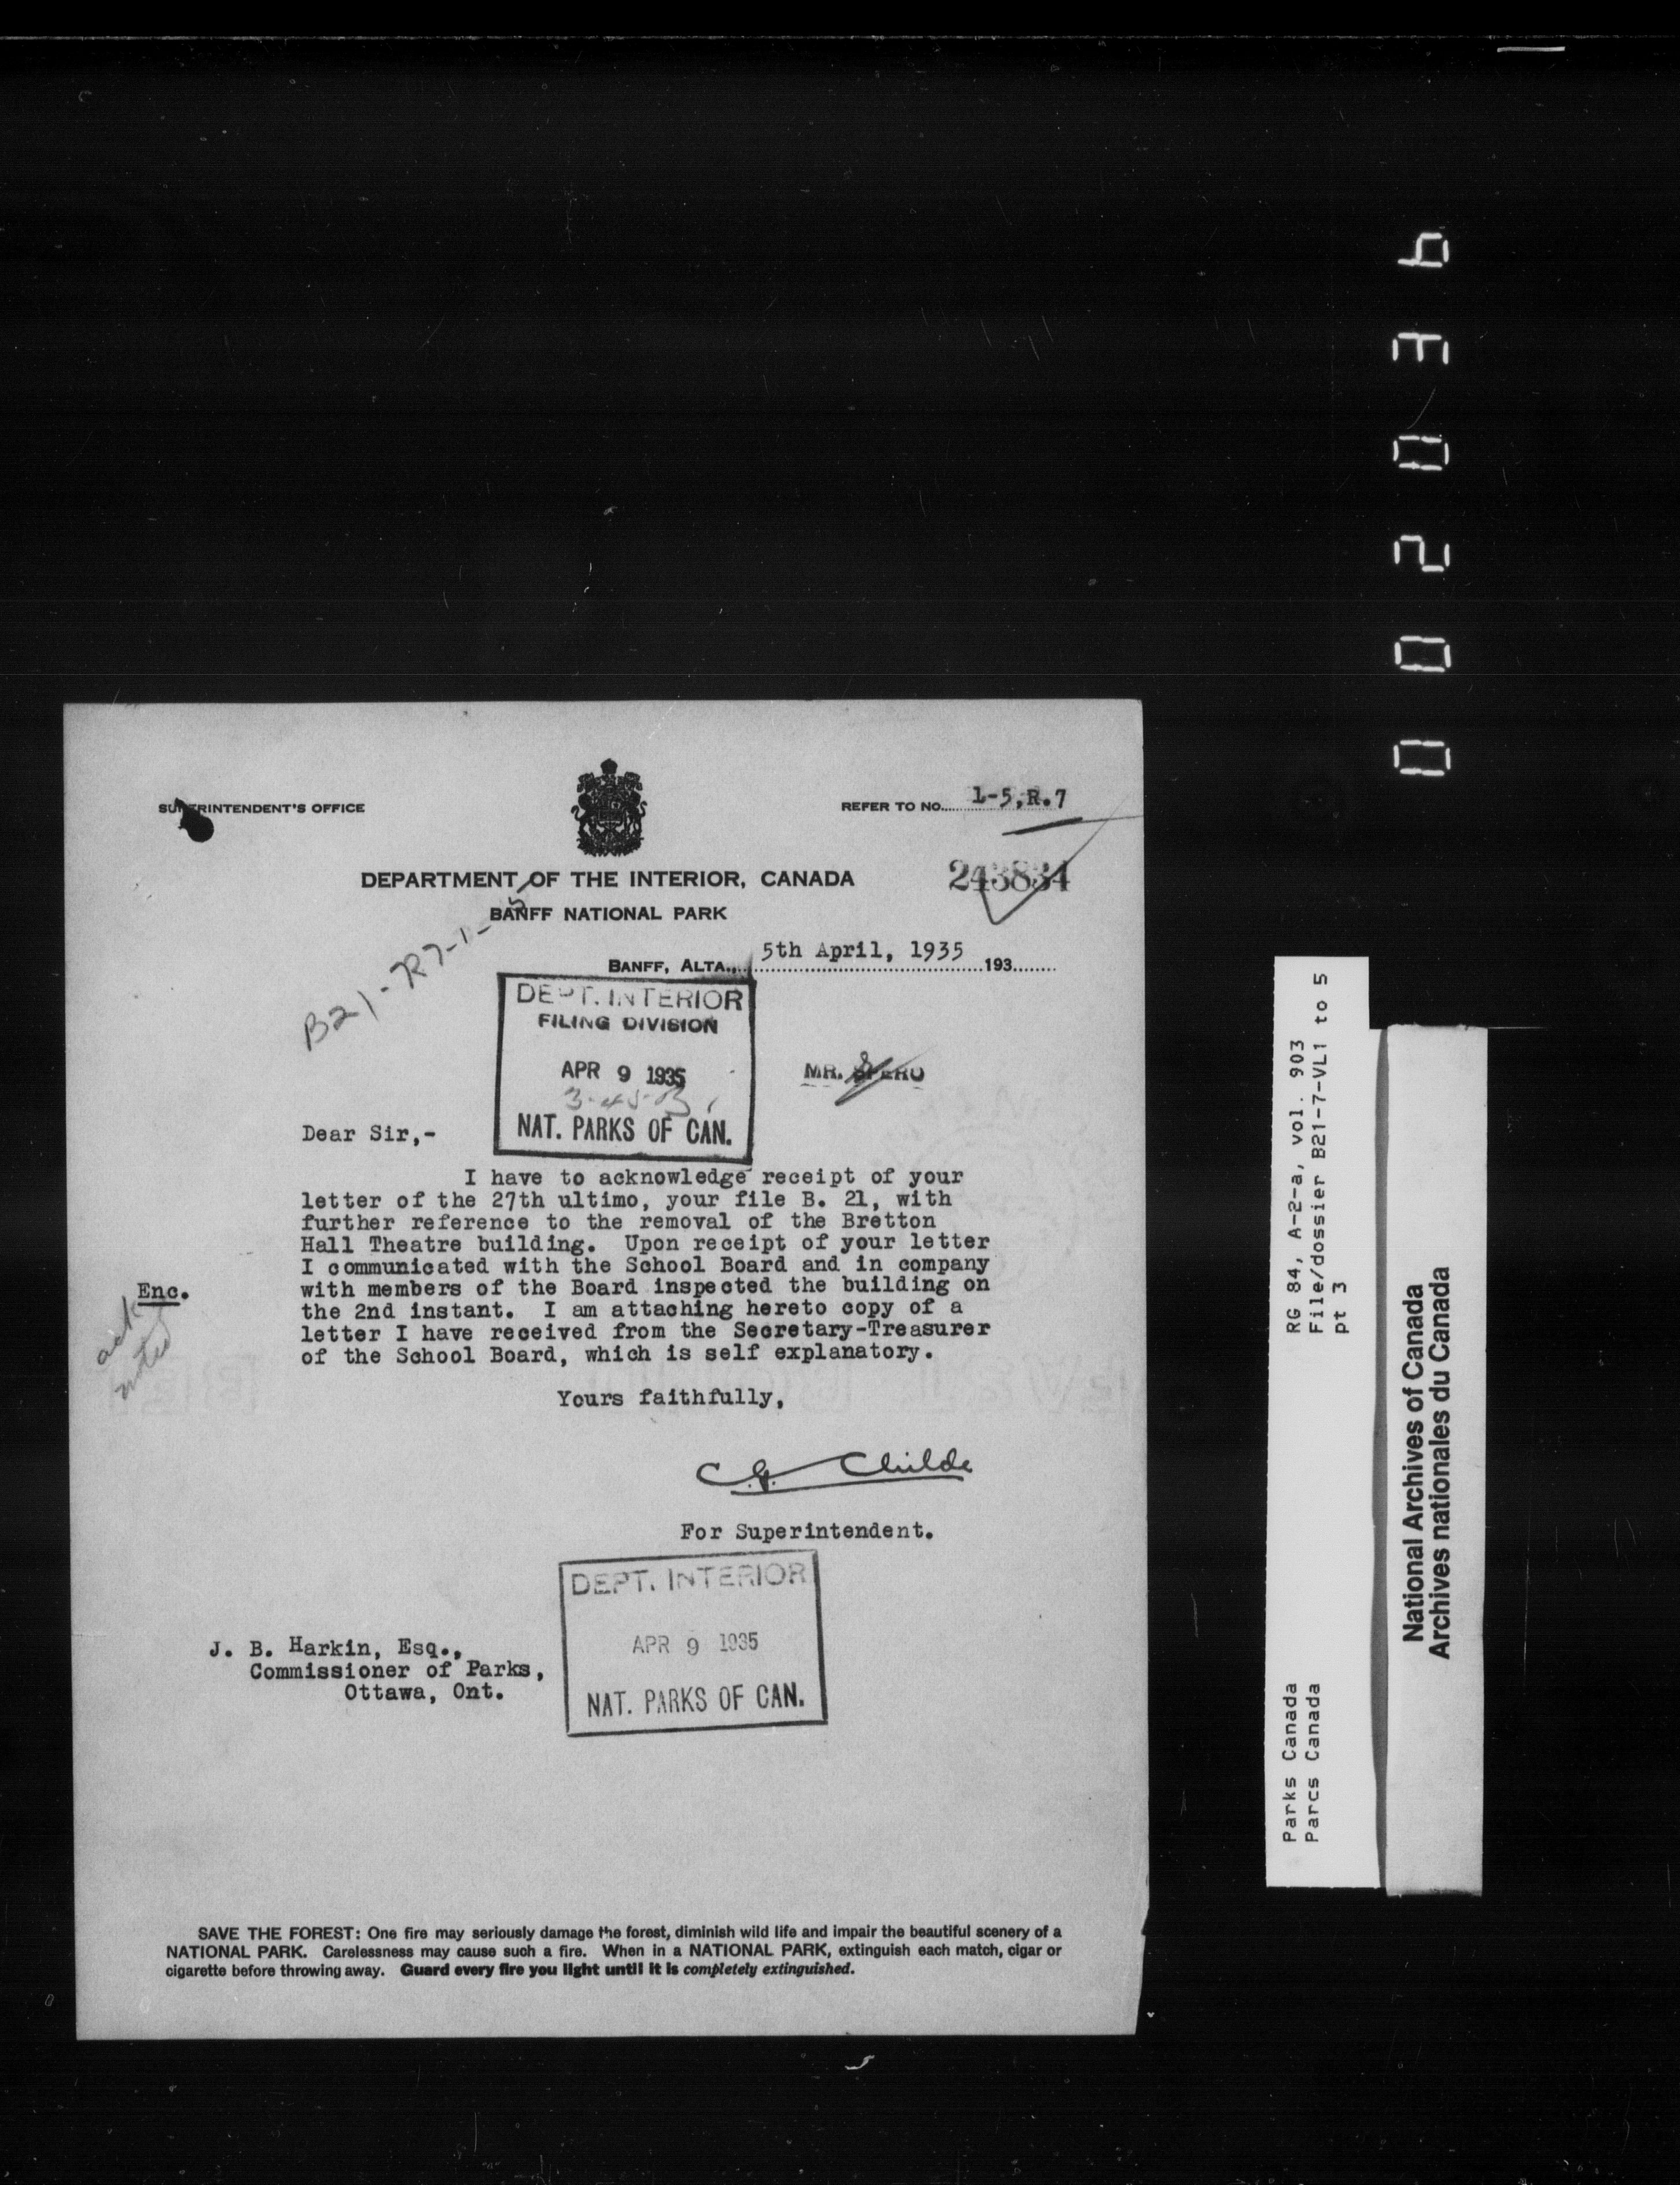 SUPERINTENDENT'S OFFICE
REFER TO NO. 1-5, R.7
DEPARTMENT OF THE INTERIOR, CANADA
243834
BANFF NATIONAL PARK
B21-R7-1-5
BANFF, ALTA., 5th April, 1935 193
DEPT. INTERIOR
FILING DIVISION
APR 9 1935
NAT. PARKS OF CAN.
MR. SPERO
Dear Sir,-
I have to acknowledge receipt of your
letter of the 27th ultimo, your file B. 21, with
further reference to the removal of the Bretton
Hall Theatre building. Upon receipt of your letter
I communicated with the School Board and in company
with members of the Board inspected the building on
the 2nd instant. I am attaching hereto copy of a
letter I have received from the Secretary-Treasurer
of the School Board, which is self explanatory.
Enc.
ack
noted
Yours faithfully,
C.G. Childe
For Superintendent.
DEPT. INTERIOR
APR 9 1935
NAT. PARKS OF CAN.
J. B. Harkin, Esq.,
Commissioner of Parks,
Ottawa, Ont.
SAVE THE FOREST: One fire may seriously damage the forest, diminish wild life and impair the beautiful scenery of a
NATIONAL PARK. Carelessness may cause such a fire. When in a NATIONAL PARK, extinguish each match, cigar or
cigarette before throwing away. Guard every fire you light until it is completely extinguished.
Parks Canada RG 84, A-2-a, vol. 903
Parcs Canada File/dossier B21-7-VL1 to 5
pt 3
National Archives of Canada
Archives nationales du Canada